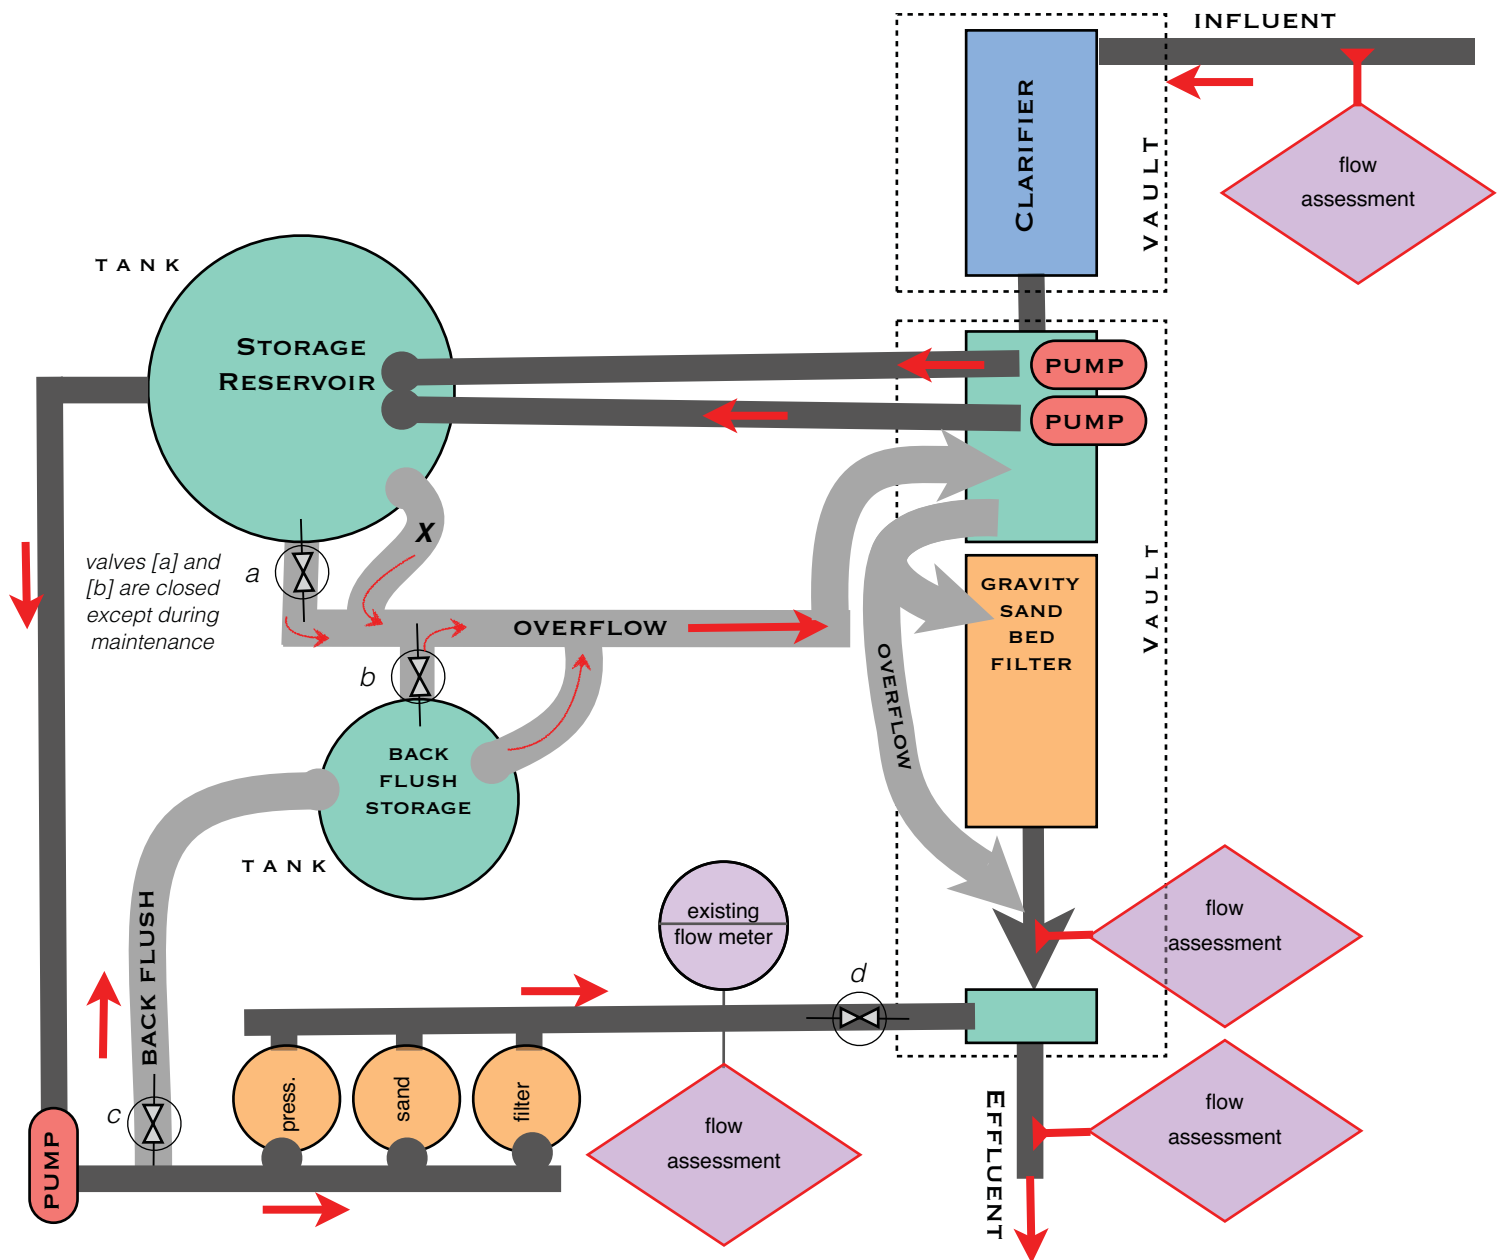 INFLUENT
flow
assessment
CLARIFIER
VAULT
TANK
STORAGE
RESERVOIR
PUMP
PUMP
X
valves [a] and
[b] are closed
except during
maintenance
a
OVERFLOW
b
GRAVITY
SAND
BED
FILTER
VAULT
OVERFLOW
BACK
FLUSH
STORAGE
TANK
existing
flow meter
flow
assessment
BACK FLUSH
d
c
press.
sand
filter
flow
assessment
flow
assessment
PUMP
EFFLUENT